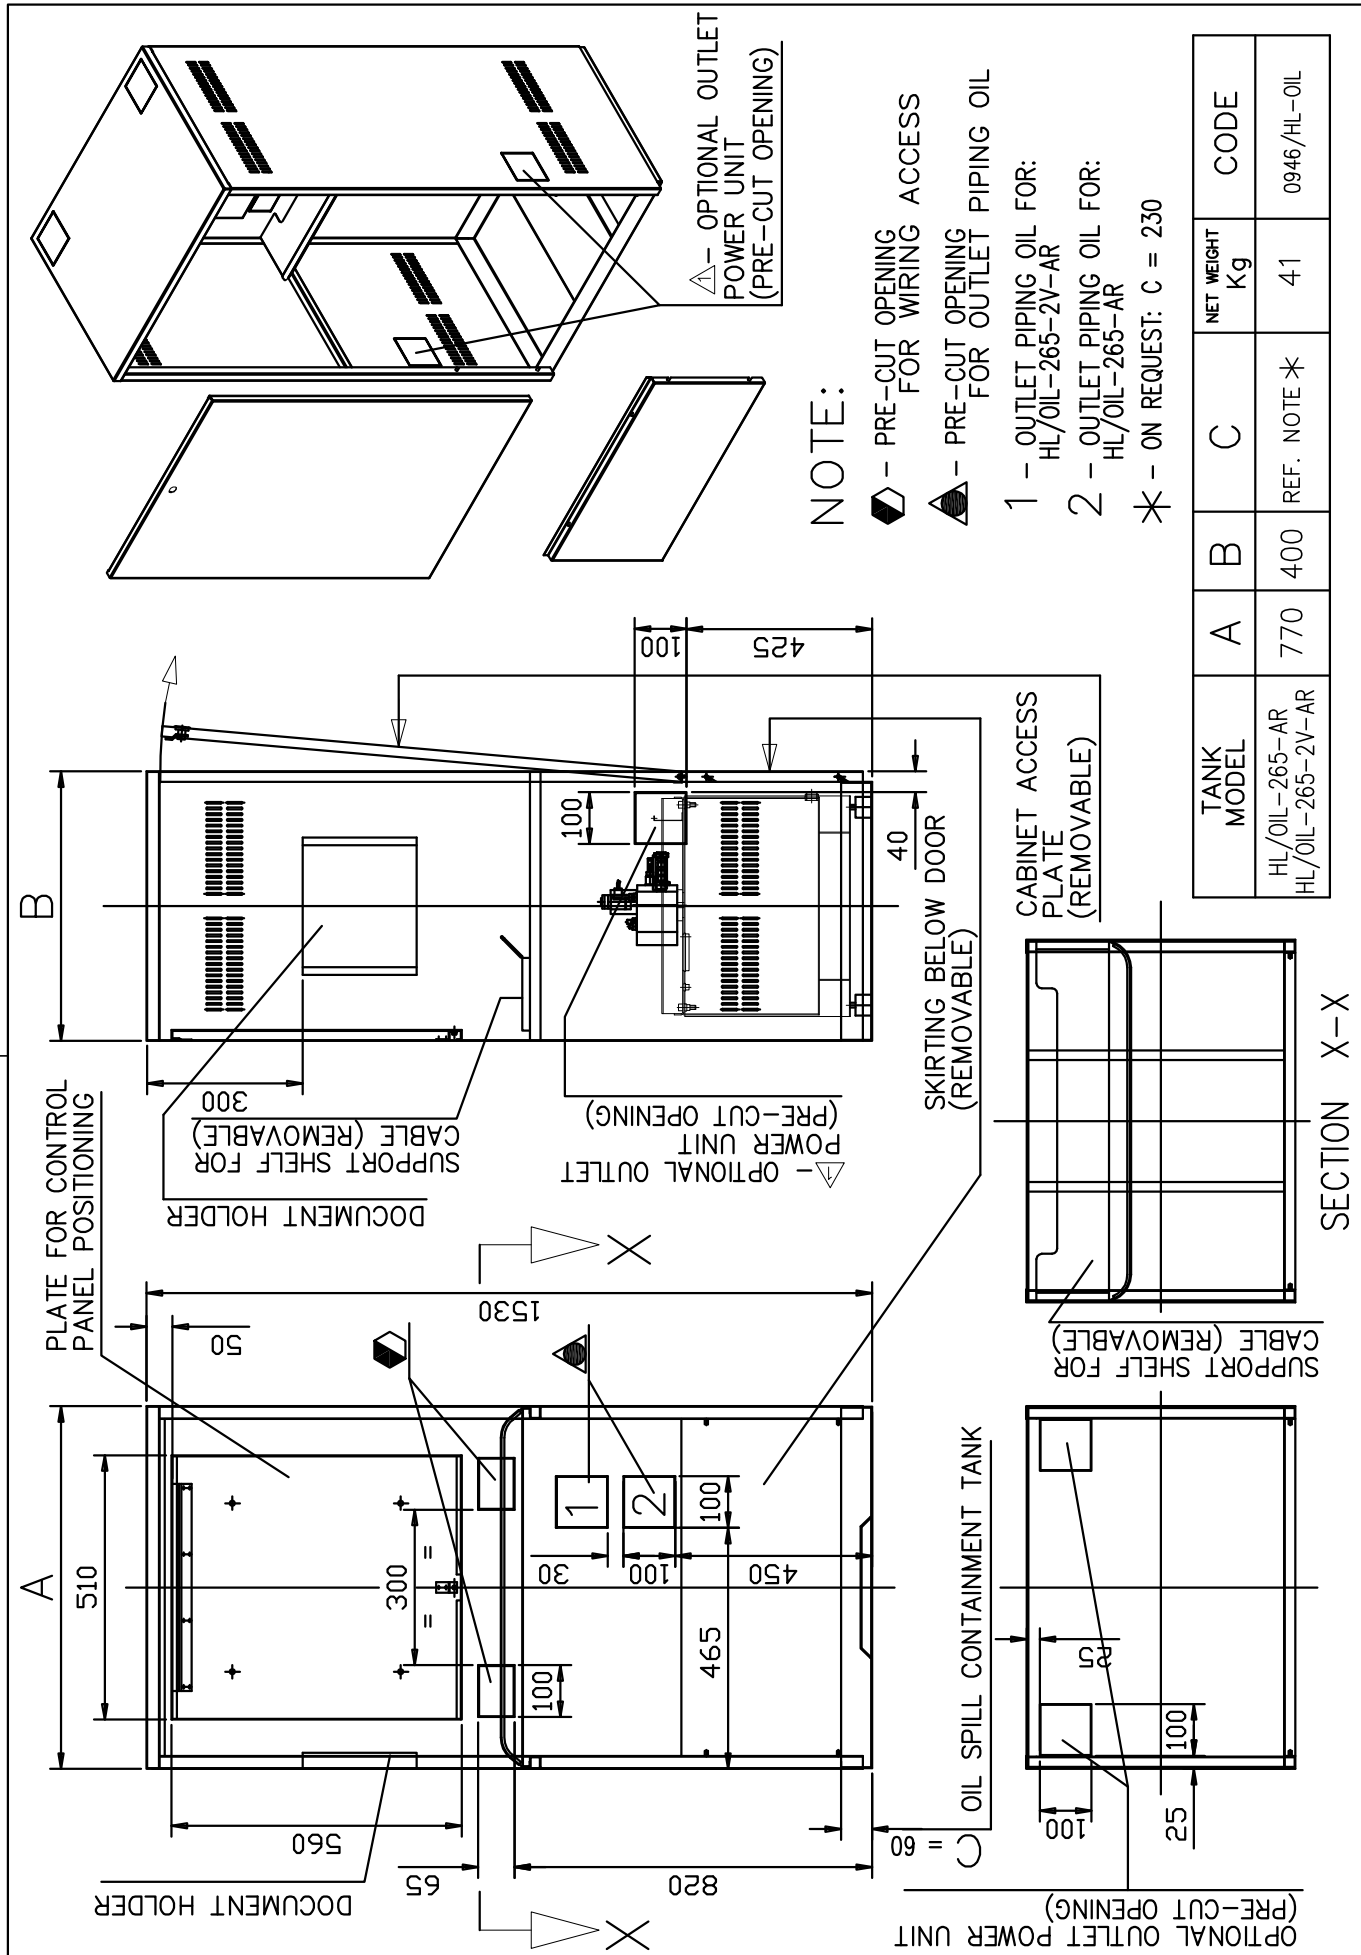 A
510
PLATE FOR CONTROL
PANEL POSITIONING
50
1530
300
=
=
100
65
560
820
DOCUMENT HOLDER
1
2
30
100
450
100
465
C = 60
OIL SPILL CONTAINMENT TANK
X
X
B
300
DOCUMENT HOLDER
SUPPORT SHELF FOR
CABLE (REMOVABLE)
1 - OPTIONAL OUTLET
POWER UNIT
(PRE-CUT OPENING)
100
100
425
40
SKIRTING BELOW DOOR
(REMOVABLE)
CABINET ACCESS
PLATE
(REMOVABLE)
1 - OPTIONAL OUTLET
POWER UNIT
(PRE-CUT OPENING)
OPTIONAL OUTLET POWER UNIT
(PRE-CUT OPENING)
100
25
100
25
SUPPORT SHELF FOR
CABLE (REMOVABLE)
SECTION X-X
NOTE:
- PRE-CUT OPENING
FOR WIRING ACCESS
- PRE-CUT OPENING
FOR OUTLET PIPING OIL
1 - OUTLET PIPING OIL FOR:
HL/OIL-265-2V-AR
2 - OUTLET PIPING OIL FOR:
HL/OIL-265-AR
* - ON REQUEST: C = 230
TANK MODEL A B C NET WEIGHT Kg CODE
HL/OIL-265-AR
HL/OIL-265-2V-AR 770 400 REF. NOTE * 41 0946/HL-OIL